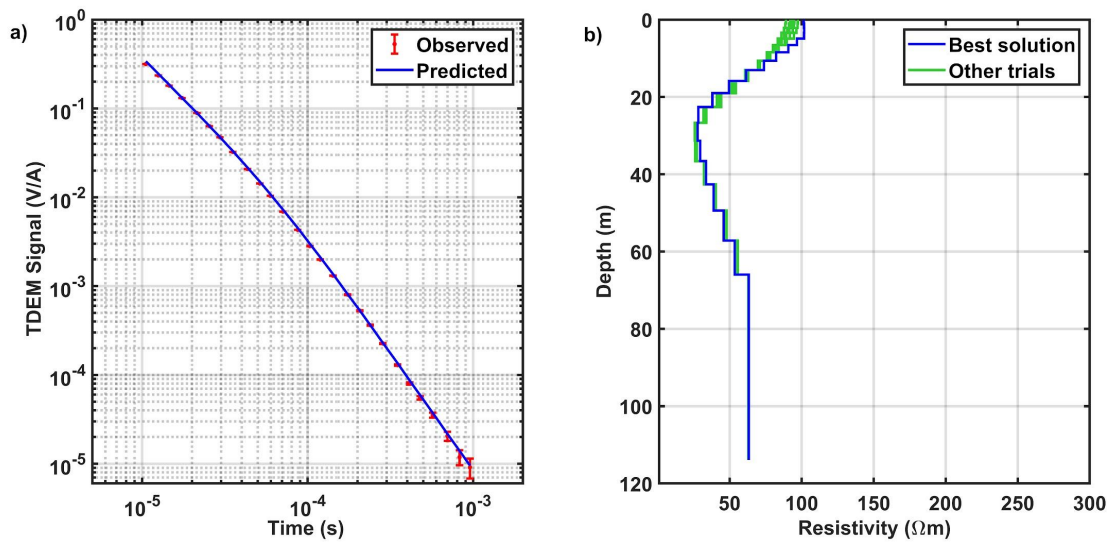 a)
TDEM Signal (V/A)
10^0
10^-1
10^-2
10^-3
10^-4
10^-5
10^-5
10^-4
10^-3
Time (s)
Observed
Predicted
b)
Depth (m)
0
20
40
60
80
100
120
50
100
150
200
250
300
Resistivity (Ωm)
Best solution
Other trials